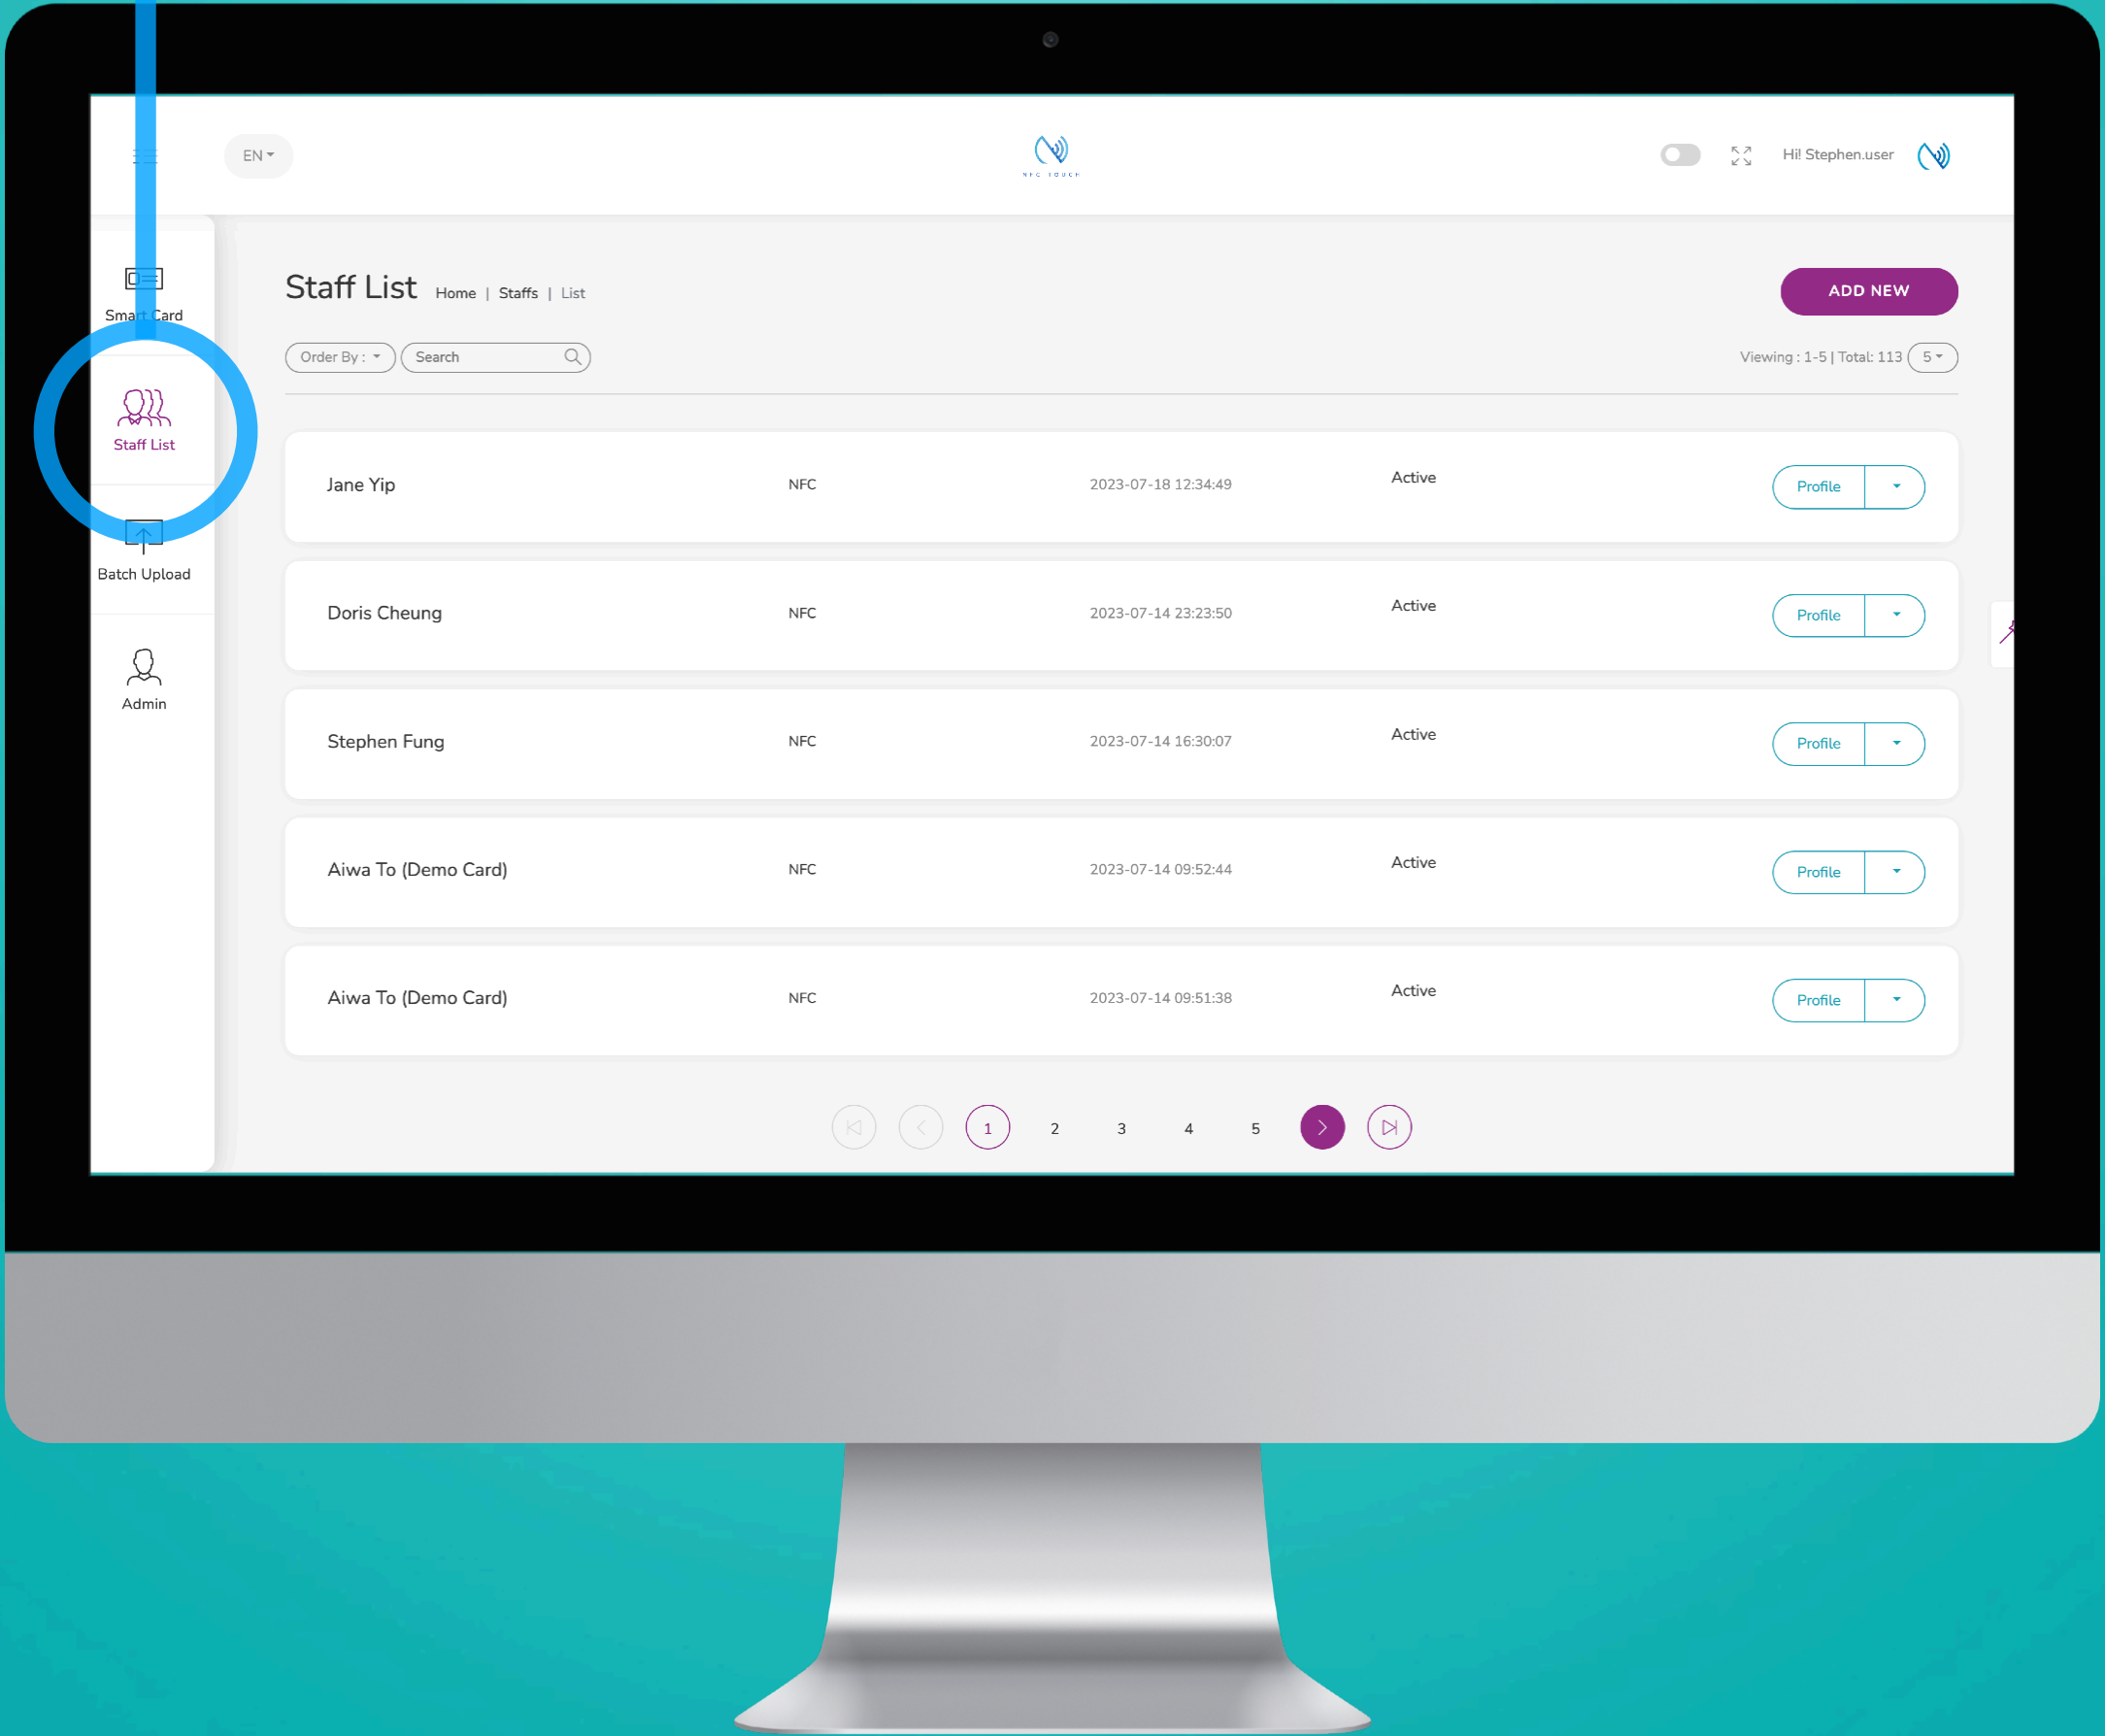 EN
NFC TOUCH
Hi! Stephen.user
Smart Card
Staff List
Batch Upload
Admin
Staff List Home | Staffs | List
ADD NEW
Order By : Search
Viewing : 1-5 | Total: 113 5
Jane Yip NFC 2023-07-18 12:34:49 Active Profile
Doris Cheung NFC 2023-07-14 23:23:50 Active Profile
Stephen Fung NFC 2023-07-14 16:30:07 Active Profile
Aiwa To (Demo Card) NFC 2023-07-14 09:52:44 Active Profile
Aiwa To (Demo Card) NFC 2023-07-14 09:51:38 Active Profile
1 2 3 4 5